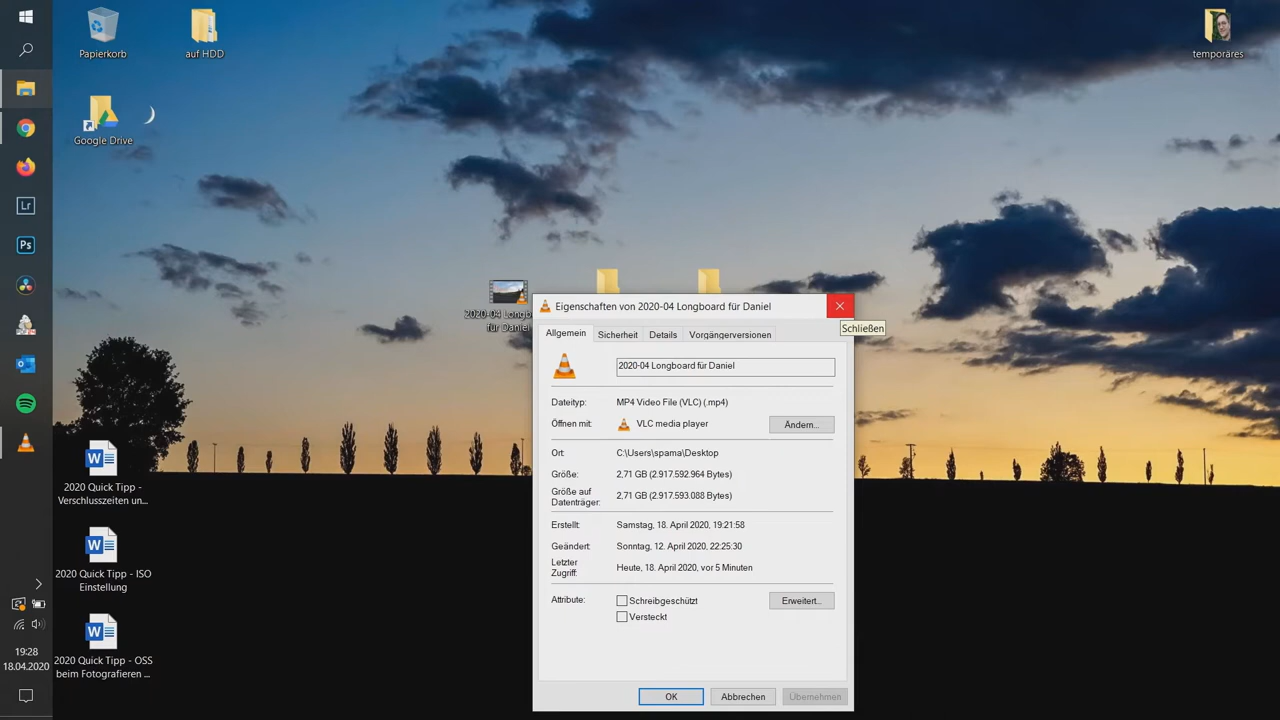 Papierkorb
auf HDD
temporäres
Google Drive
Lr
Ps
2020-04 Longb
für Daniel
Eigenschaften von 2020-04 Longboard für Daniel
Schließen
Allgemein
Sicherheit
Details
Vorgängerversionen
2020-04 Longboard für Daniel
Dateityp:
MP4 Video File (VLC) (.mp4)
Öffnen mit:
VLC media player
Ändern...
Ort:
C:\Users\spama\Desktop
Größe:
2,71 GB (2.917.592.964 Bytes)
Größe auf
Datenträger:
2,71 GB (2.917.593.088 Bytes)
Erstellt:
Samstag, 18. April 2020, 19:21:58
Geändert:
Sonntag, 12. April 2020, 22:25:30
Letzter
Zugriff:
Heute, 18. April 2020, vor 5 Minuten
Attribute:
Schreibgeschützt
Erweitert...
Versteckt
OK
Abbrechen
Übernehmen
2020 Quick Tipp -
Verschlusszeiten un...
2020 Quick Tipp - ISO
Einstellung
2020 Quick Tipp - OSS
beim Fotografieren ...
19:28
18.04.2020